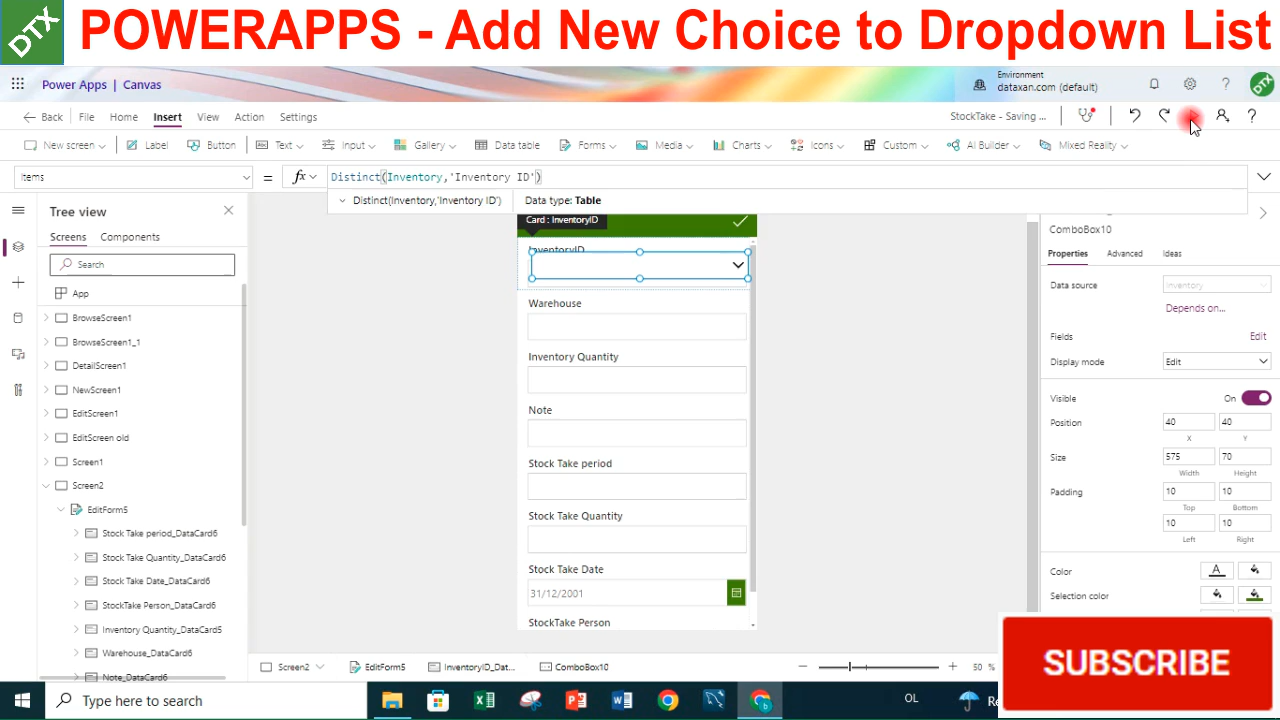 DTX
POWERAPPS - Add New Choice to Dropdown List
Power Apps | Canvas
Environment
dataxan.com (default)
DTX
Back File Home Insert View Action Settings
StockTake - Saving ...
New screen Label Button Text Input Gallery Data table Forms Media Charts Icons Custom AI Builder Mixed Reality
Items = fx Distinct(Inventory,'Inventory ID')
Distinct(Inventory,'Inventory ID') Data type: Table
Tree view
Screens Components
Search
App
BrowseScreen1
BrowseScreen1_1
DetailScreen1
NewScreen1
EditScreen1
EditScreen old
Screen1
Screen2
EditForm5
Stock Take period_DataCard6
Stock Take Quantity_DataCard6
Stock Take Date_DataCard6
StockTake Person_DataCard6
Inventory Quantity_DataCard5
Warehouse_DataCard6
Note_DataCard6
Card : InventoryID
InventoryID
Warehouse
Inventory Quantity
Note
Stock Take period
Stock Take Quantity
Stock Take Date
31/12/2001
StockTake Person
ComboBox10
Properties Advanced Ideas
Data source Inventory
Depends on...
Fields Edit
Display mode Edit
Visible On
Position 40 40
X Y
Size 575 70
Width Height
Padding 10 10
Top Bottom
10 10
Left Right
Color A
Selection color
Screen2 EditForm5 InventoryID_Dat... ComboBox10
50 %
SUBSCRIBE
Type here to search
OL